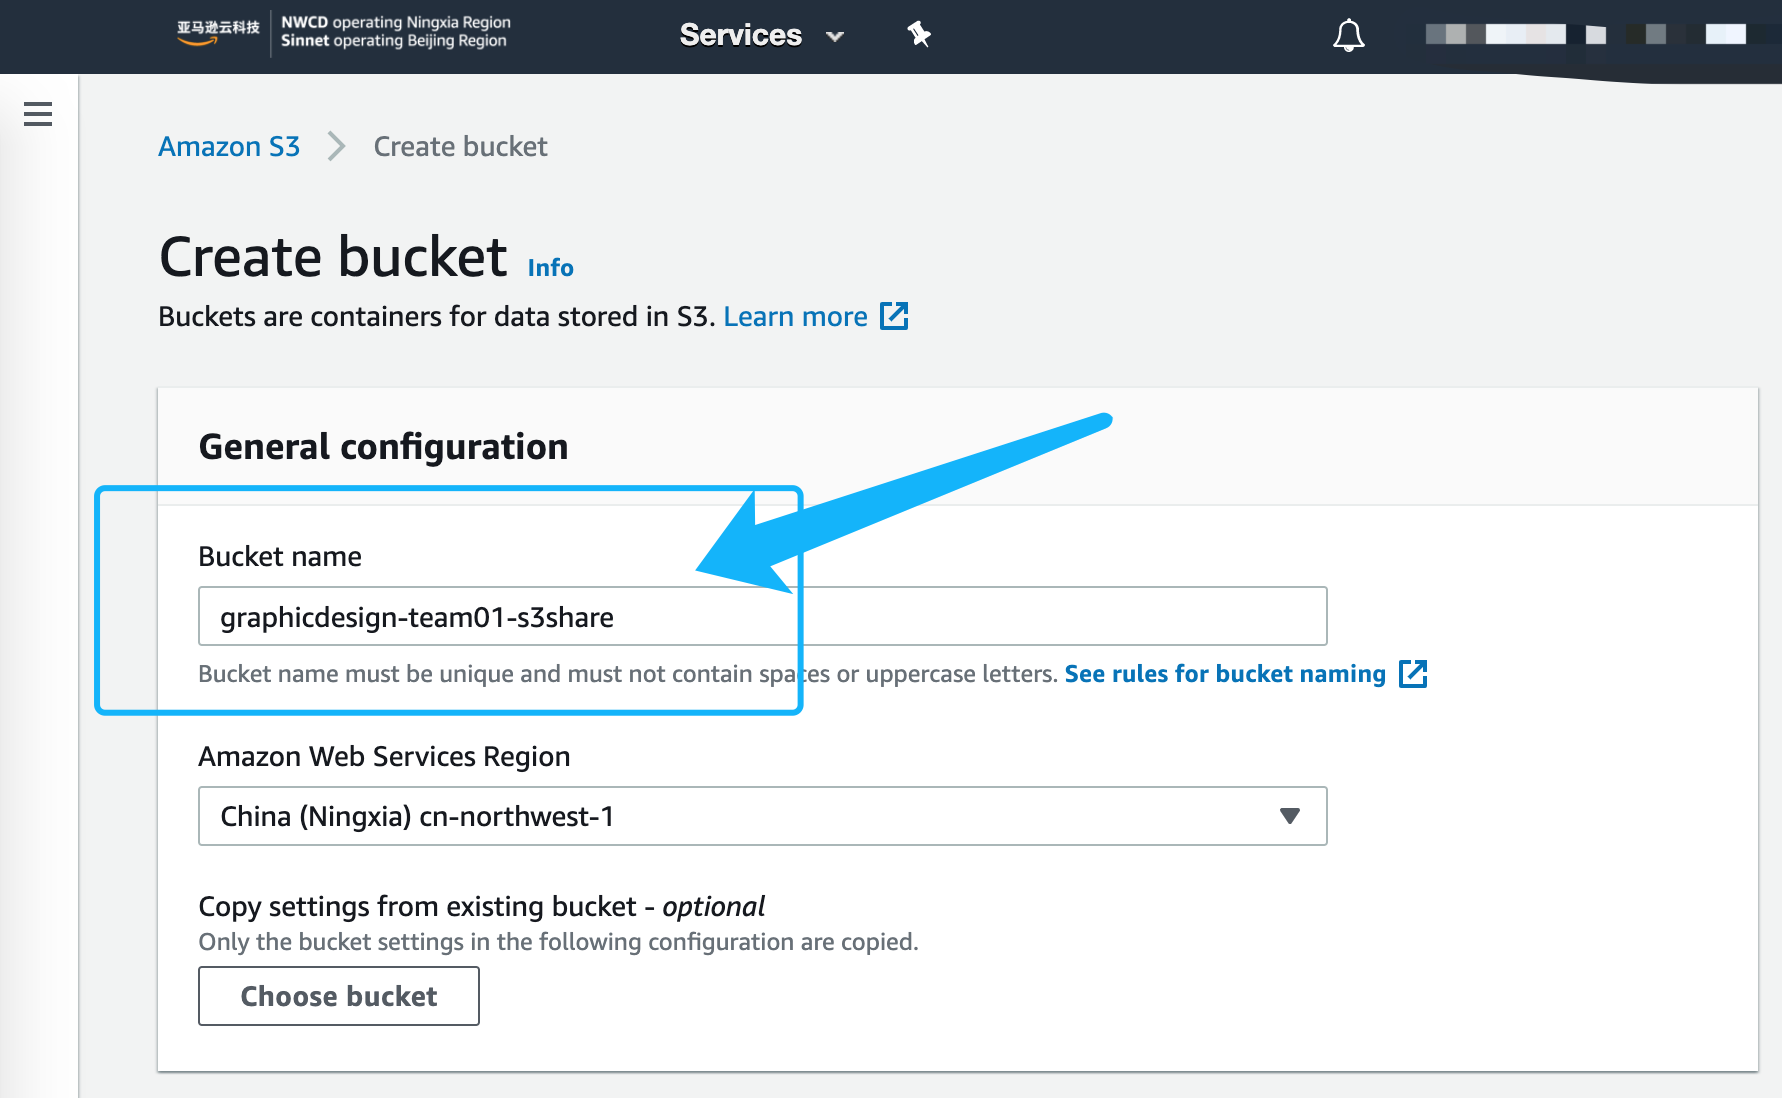 亚马逊云科技
NWCD operating Ningxia Region
Sinnet operating Beijing Region
Services
Amazon S3 Create bucket
Create bucket Info
Buckets are containers for data stored in S3. Learn more
General configuration
Bucket name
graphicdesign-team01-s3share
Bucket name must be unique and must not contain spaces or uppercase letters. See rules for bucket naming
Amazon Web Services Region
China (Ningxia) cn-northwest-1
Copy settings from existing bucket - optional
Only the bucket settings in the following configuration are copied.
Choose bucket